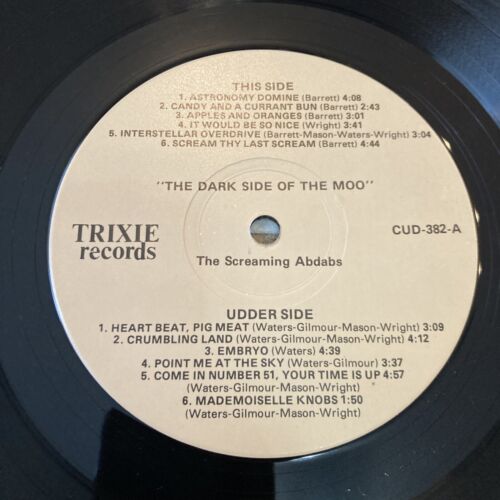 THIS SIDE
1. ASTRONOMY DOMINE (Barrett) 4:08
2. CANDY AND A CURRANT BUN (Barrett) 2:43
3. APPLES AND ORANGES (Barrett) 3:01
4. IT WOULD BE SO NICE (Wright) 3:41
5. INTERSTELLAR OVERDRIVE (Barrett-Mason-Waters-Wright) 3:04
6. SCREAM THY LAST SCREAM (Barrett) 4:44
"THE DARK SIDE OF THE MOO"
TRIXIE
records
CUD-382-A
The Screaming Abdabs
UDDER SIDE
1. HEART BEAT, PIG MEAT (Waters-Gilmour-Mason-Wright) 3:09
2. CRUMBLING LAND (Waters-Gilmour-Mason-Wright) 4:12
3. EMBRYO (Waters) 4:39
4. POINT ME AT THE SKY (Waters-Gilmour) 3:37
5. COME IN NUMBER 51, YOUR TIME IS UP 4:57
(Waters-Gilmour-Mason-Wright)
6. MADEMOISELLE KNOBS 1:50
(Waters-Gilmour-Mason-Wright)